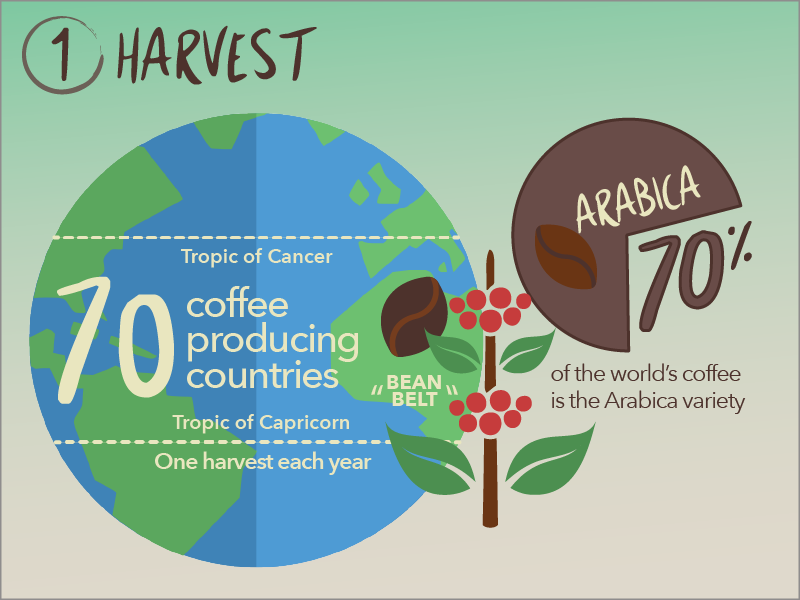 1 HARVEST
Tropic of Cancer
70 coffee
producing
countries
“BEAN
BELT“
Tropic of Capricorn
One harvest each year
ARABICA
70%
of the world's coffee
is the Arabica variety